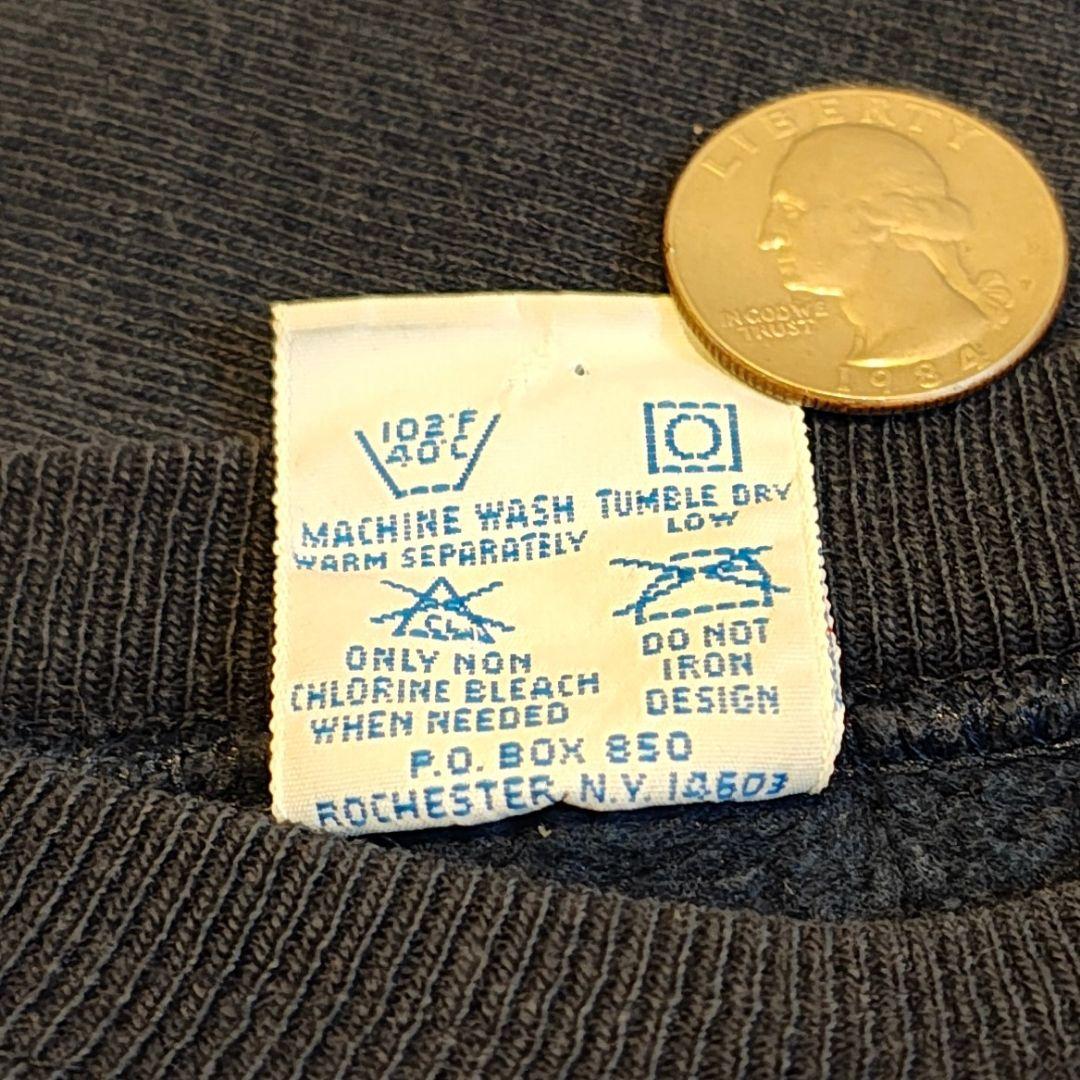 LIBERTY
IN GOD WE
TRUST
1984
102°F
40°C
MACHINE WASH
WARM SEPARATELY
TUMBLE DRY
LOW
CL
ONLY NON
CHLORINE BLEACH
WHEN NEEDED
DO NOT
IRON
DESIGN
P.O. BOX 850
ROCHESTER, N.Y. 14603